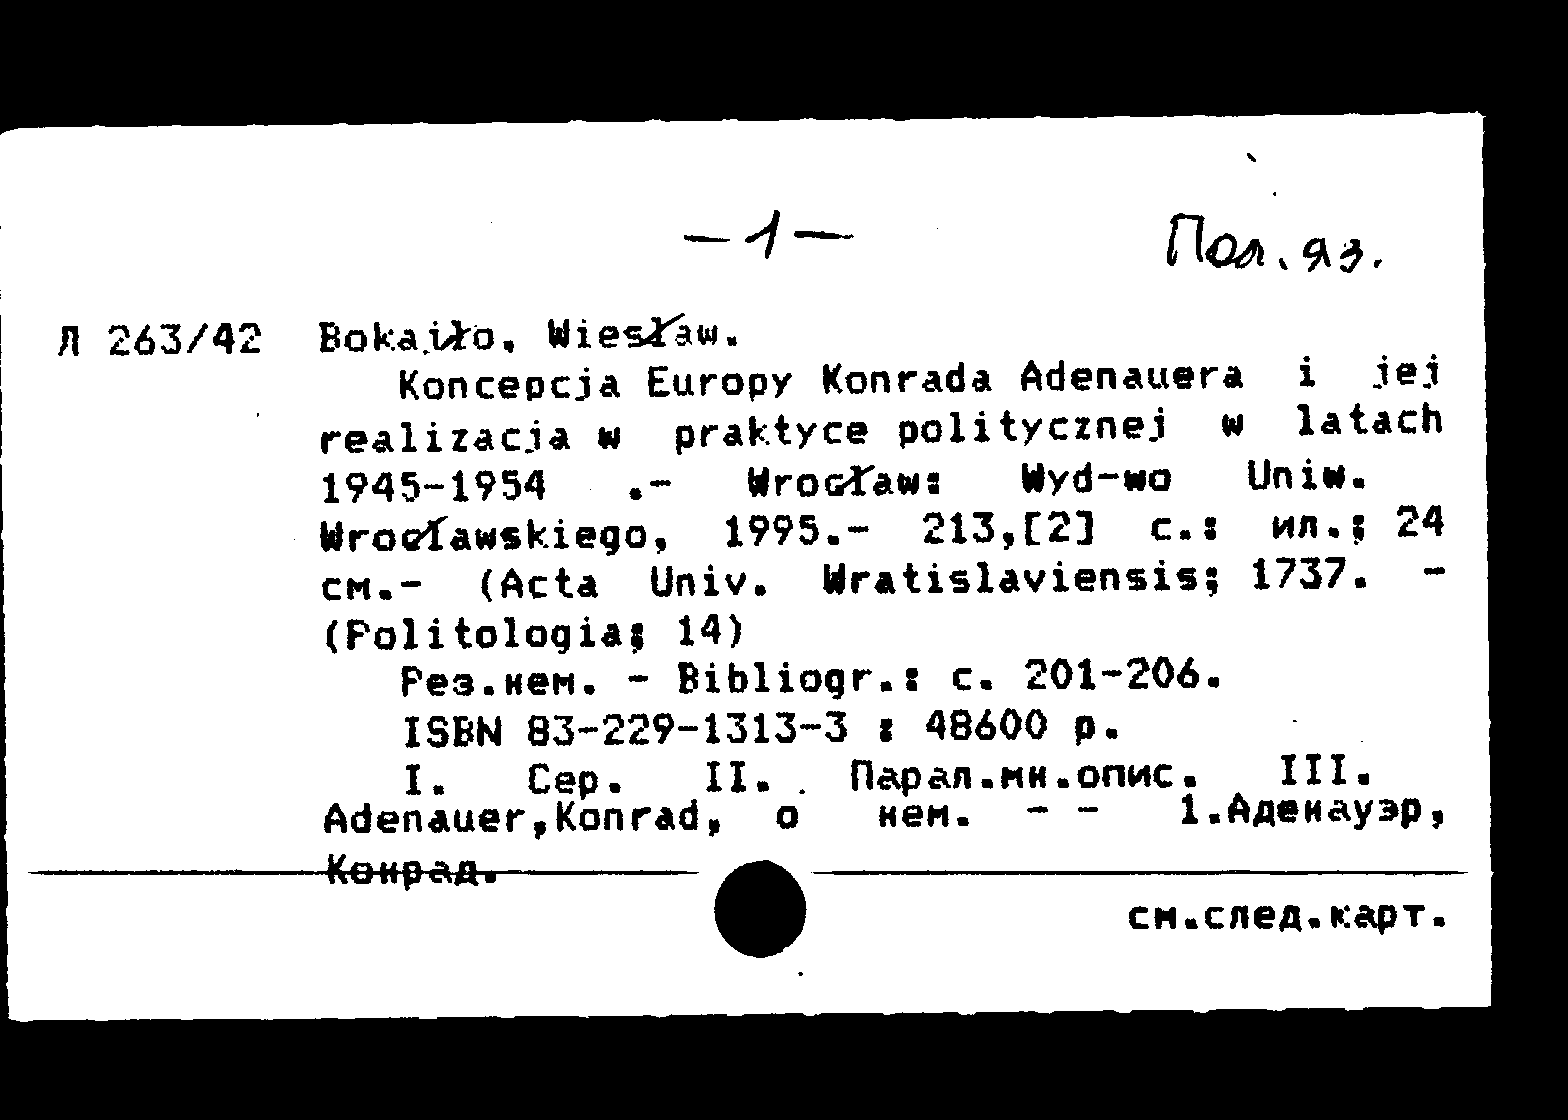 — 1 —
Пол. яз.
Л 263/42 Bokaiło, Wiesław.
Koncepcja Europy Konrada Adenauera i jej
realizacja w praktyce politycznej w latach
1945-1954 .- Wrocław: Wyd-wo Uniw.
Wrocławskiego, 1995.- 213,[2] с.: ил.; 24
см.- (Acta Univ. Wratislaviensis; 1737. -
(Politologia; 14)
Рез.нем. - Bibliogr.: с. 201-206.
ISBN 83-229-1313-3 : 48600 р.
I. Сер. II. Парал.мн.опис. III.
Adenauer,Konrad, о нем. - - 1.Аденауэр,
Конрад.
см.след.карт.